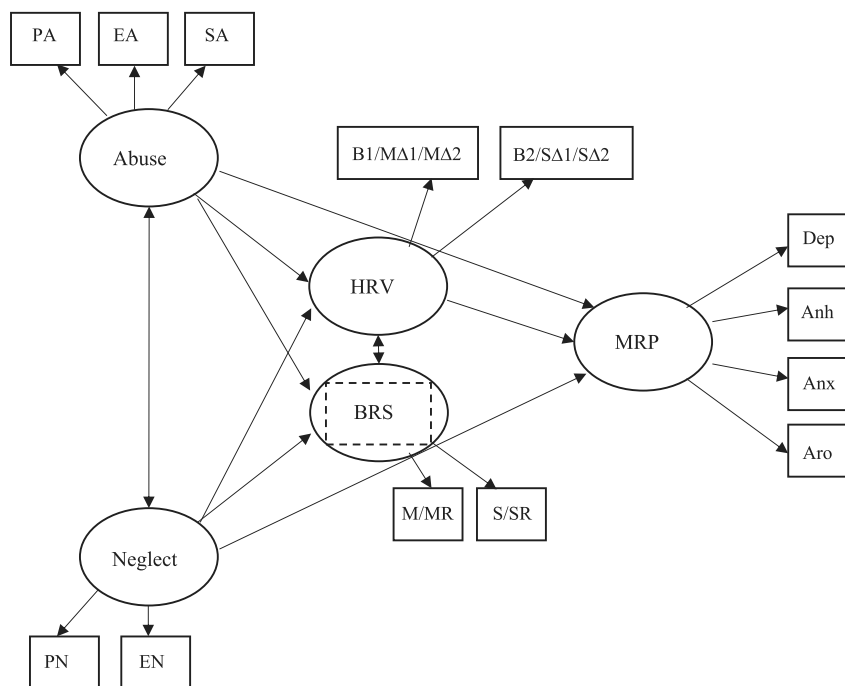 PA
EA
SA
Abuse
B1/MΔ1/MΔ2
B2/SΔ1/SΔ2
HRV
Dep
Anh
MRP
Anx
BRS
Aro
M/MR
S/SR
Neglect
PN
EN